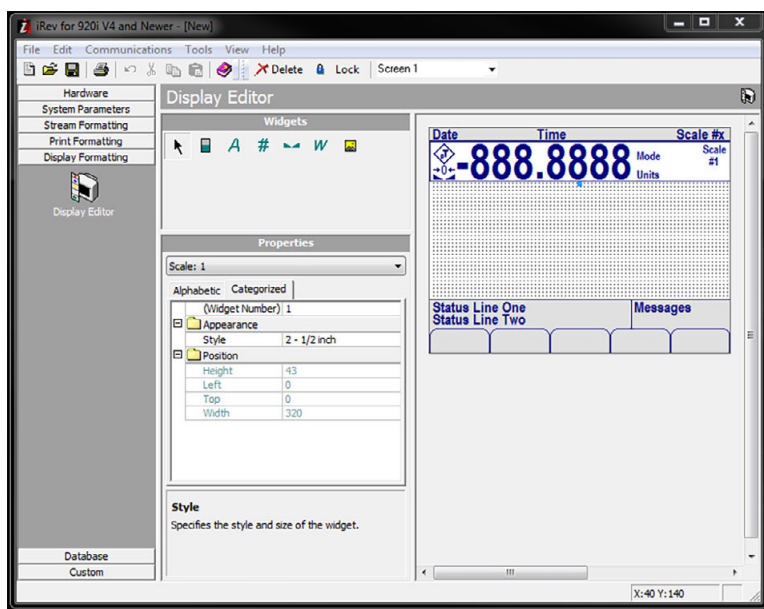 iRev for 920i V4 and Newer - [New]
File Edit Communications Tools View Help
Delete Lock Screen 1
Hardware
System Parameters
Stream Formatting
Print Formatting
Display Formatting
Display Editor
Database
Custom
Display Editor
Widgets
A # W
Properties
Scale: 1
Alphabetic Categorized
(Widget Number) 1
Appearance
Style 2 - 1/2 inch
Position
Height 43
Left 0
Top 0
Width 320
Style
Specifies the style and size of the widget.
Date Time Scale #x
-888.8888 Mode Scale
Units #1
Status Line One Messages
Status Line Two
X:40 Y:140